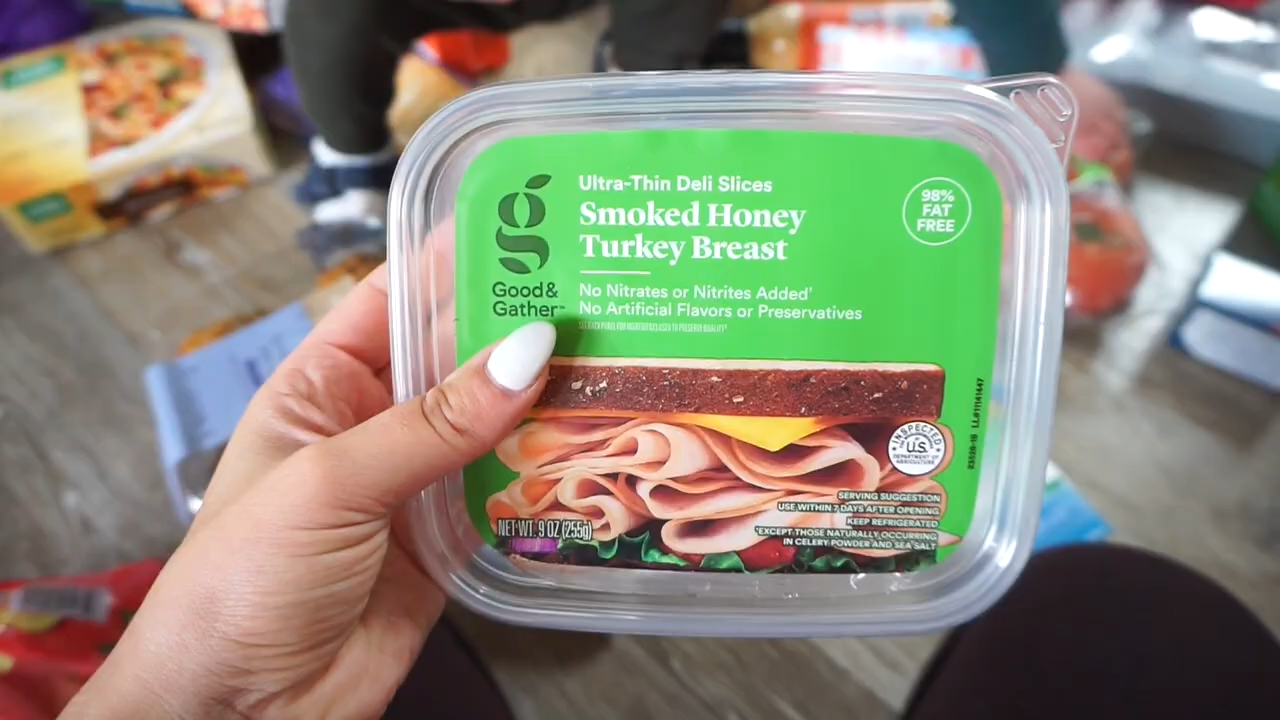 Ultra-Thin Deli Slices
Smoked Honey
Turkey Breast
98%
FAT
FREE
Good&
Gather™
No Nitrates or Nitrites Added*
No Artificial Flavors or Preservatives
INSPECTED
U.S.
DEPARTMENT OF
AGRICULTURE
SERVING SUGGESTION
USE WITHIN 7 DAYS AFTER OPENING
KEEP REFRIGERATED
*EXCEPT THOSE NATURALLY OCCURRING
IN CELERY POWDER AND SEA SALT
NET WT. 9 OZ (255g)